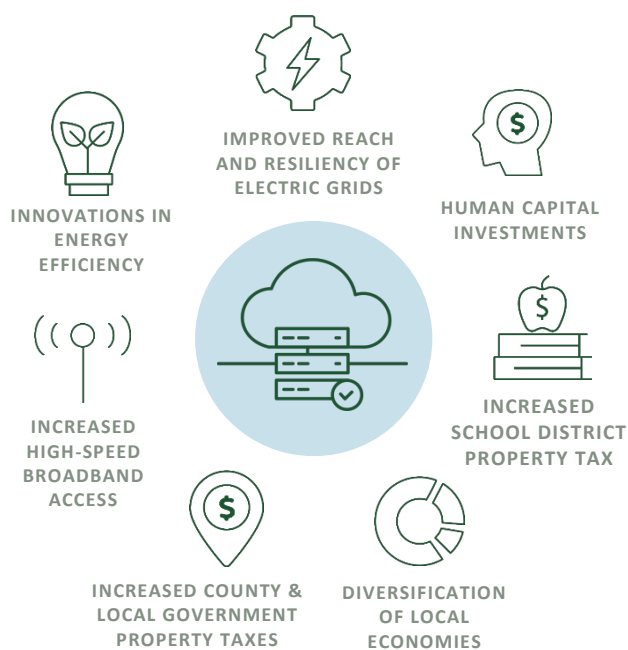 IMPROVED REACH
AND RESILIENCY OF
ELECTRIC GRIDS
$
HUMAN CAPITAL
INVESTMENTS
$
INCREASED
SCHOOL DISTRICT
PROPERTY TAX
DIVERSIFICATION
OF LOCAL
ECONOMIES
$
INCREASED COUNTY &
LOCAL GOVERNMENT
PROPERTY TAXES
INCREASED
HIGH-SPEED
BROADBAND
ACCESS
INNOVATIONS IN
ENERGY
EFFICIENCY